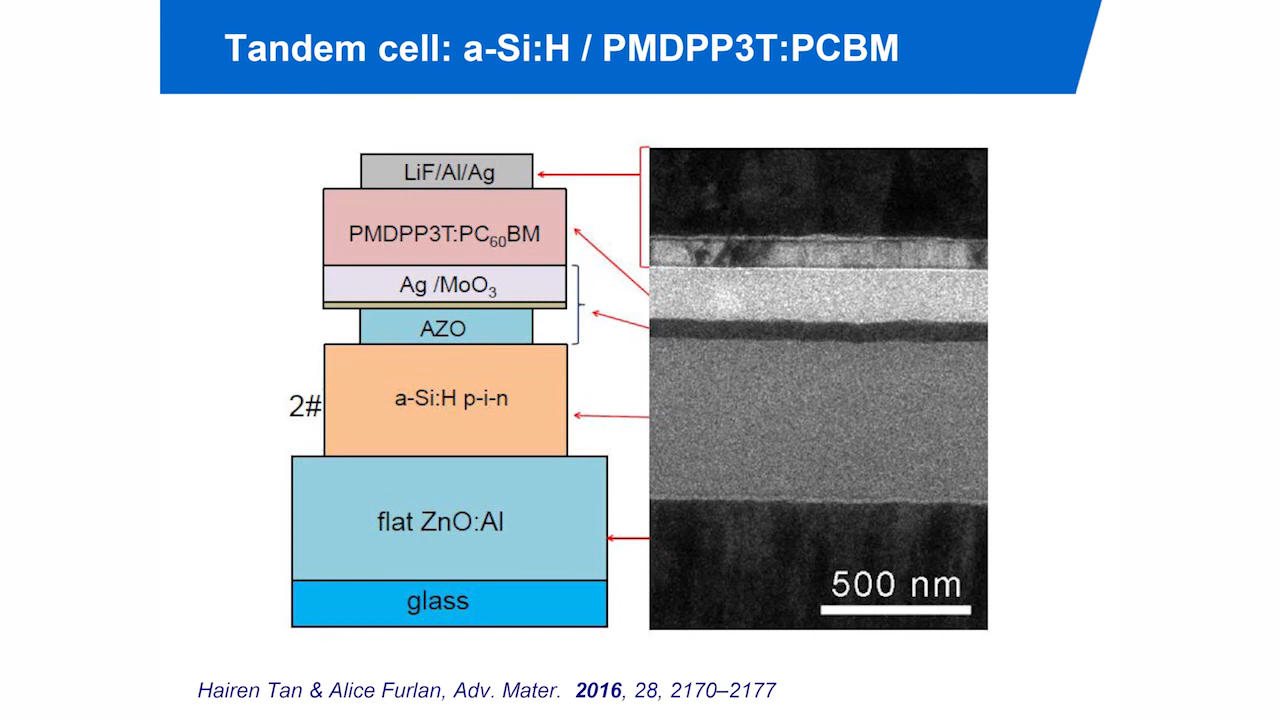 Tandem cell: a-Si:H / PMDPP3T:PCBM
LiF/Al/Ag
PMDPP3T:PC₆₀BM
Ag /MoO₃
AZO
2#
a-Si:H p-i-n
flat ZnO:Al
glass
500 nm
Hairen Tan & Alice Furlan, Adv. Mater. 2016, 28, 2170–2177